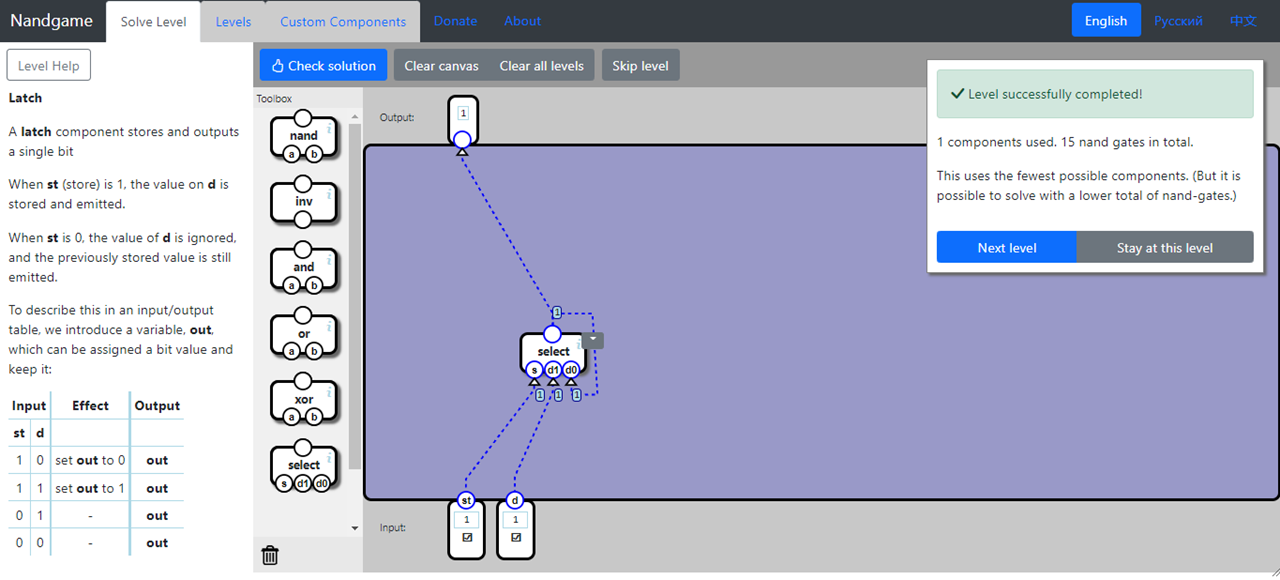 Nandgame
Solve Level
Levels
Custom Components
Donate
About
English
Русский
中文
Level Help
Check solution
Clear canvas
Clear all levels
Skip level
Latch
A latch component stores and outputs
a single bit
When st (store) is 1, the value on d is
stored and emitted.
When st is 0, the value of d is ignored,
and the previously stored value is still
emitted.
To describe this in an input/output
table, we introduce a variable, out,
which can be assigned a bit value and
keep it:
Input Effect Output
st d
1 0 set out to 0 out
1 1 set out to 1 out
0 1 - out
0 0 - out
Toolbox
nand
i
a b
inv
i
and
i
a b
or
i
a b
xor
i
a b
select
i
s d1 d0
Output:
1
1
select
i
s d1 d0
1 1 1
st d
Input:
1 1
Level successfully completed!
1 components used. 15 nand gates in total.
This uses the fewest possible components. (But it is
possible to solve with a lower total of nand-gates.)
Next level
Stay at this level